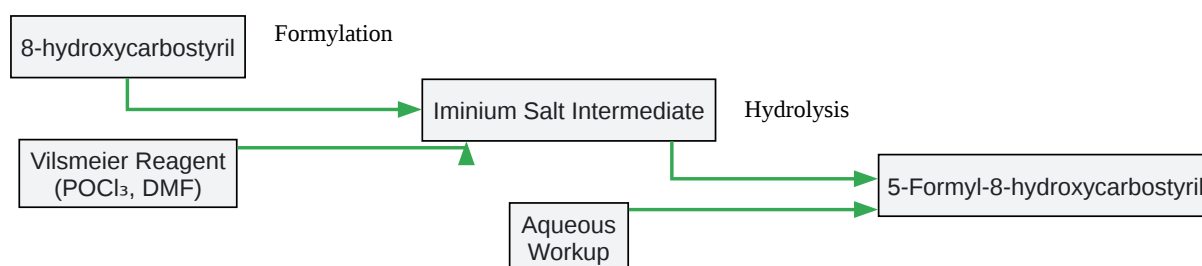 8-hydroxycarbostyril
Formylation
Iminium Salt Intermediate
Hydrolysis
Vilsmeier Reagent
(POCl₃, DMF)
5-Formyl-8-hydroxycarbostyril
Aqueous
Workup